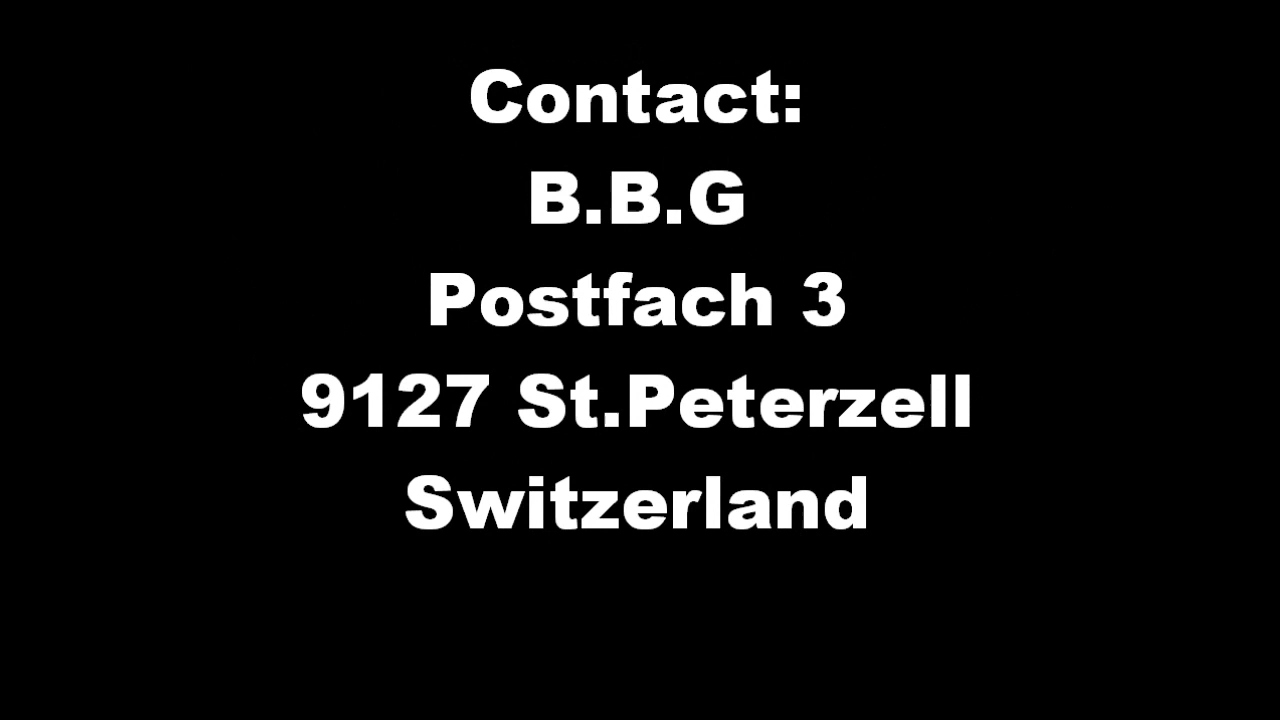 Contact:
B.B.G
Postfach 3
9127 St.Peterzell
Switzerland